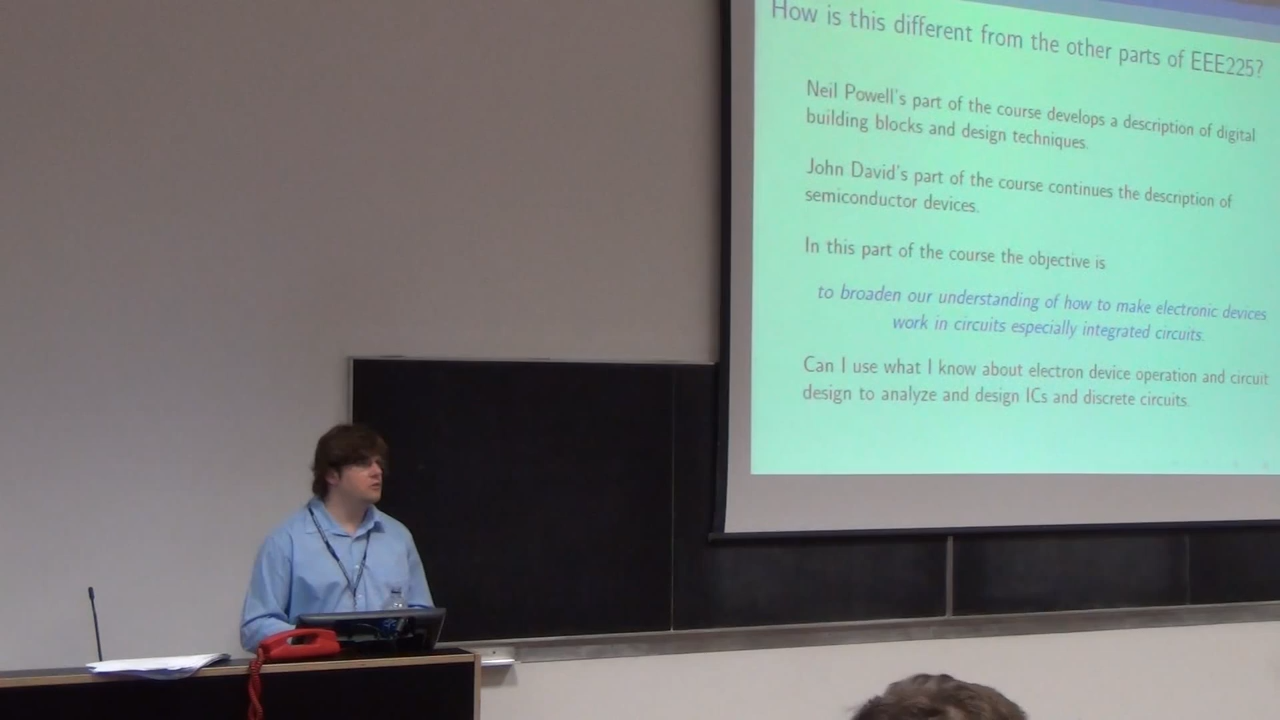 How is this different from the other parts of EEE225?
Neil Powell's part of the course develops a description of digital
building blocks and design techniques.
John David's part of the course continues the description of
semiconductor devices.
In this part of the course the objective is
to broaden our understanding of how to make electronic devices
work in circuits especially integrated circuits.
Can I use what I know about electron device operation and circuit
design to analyze and design ICs and discrete circuits.